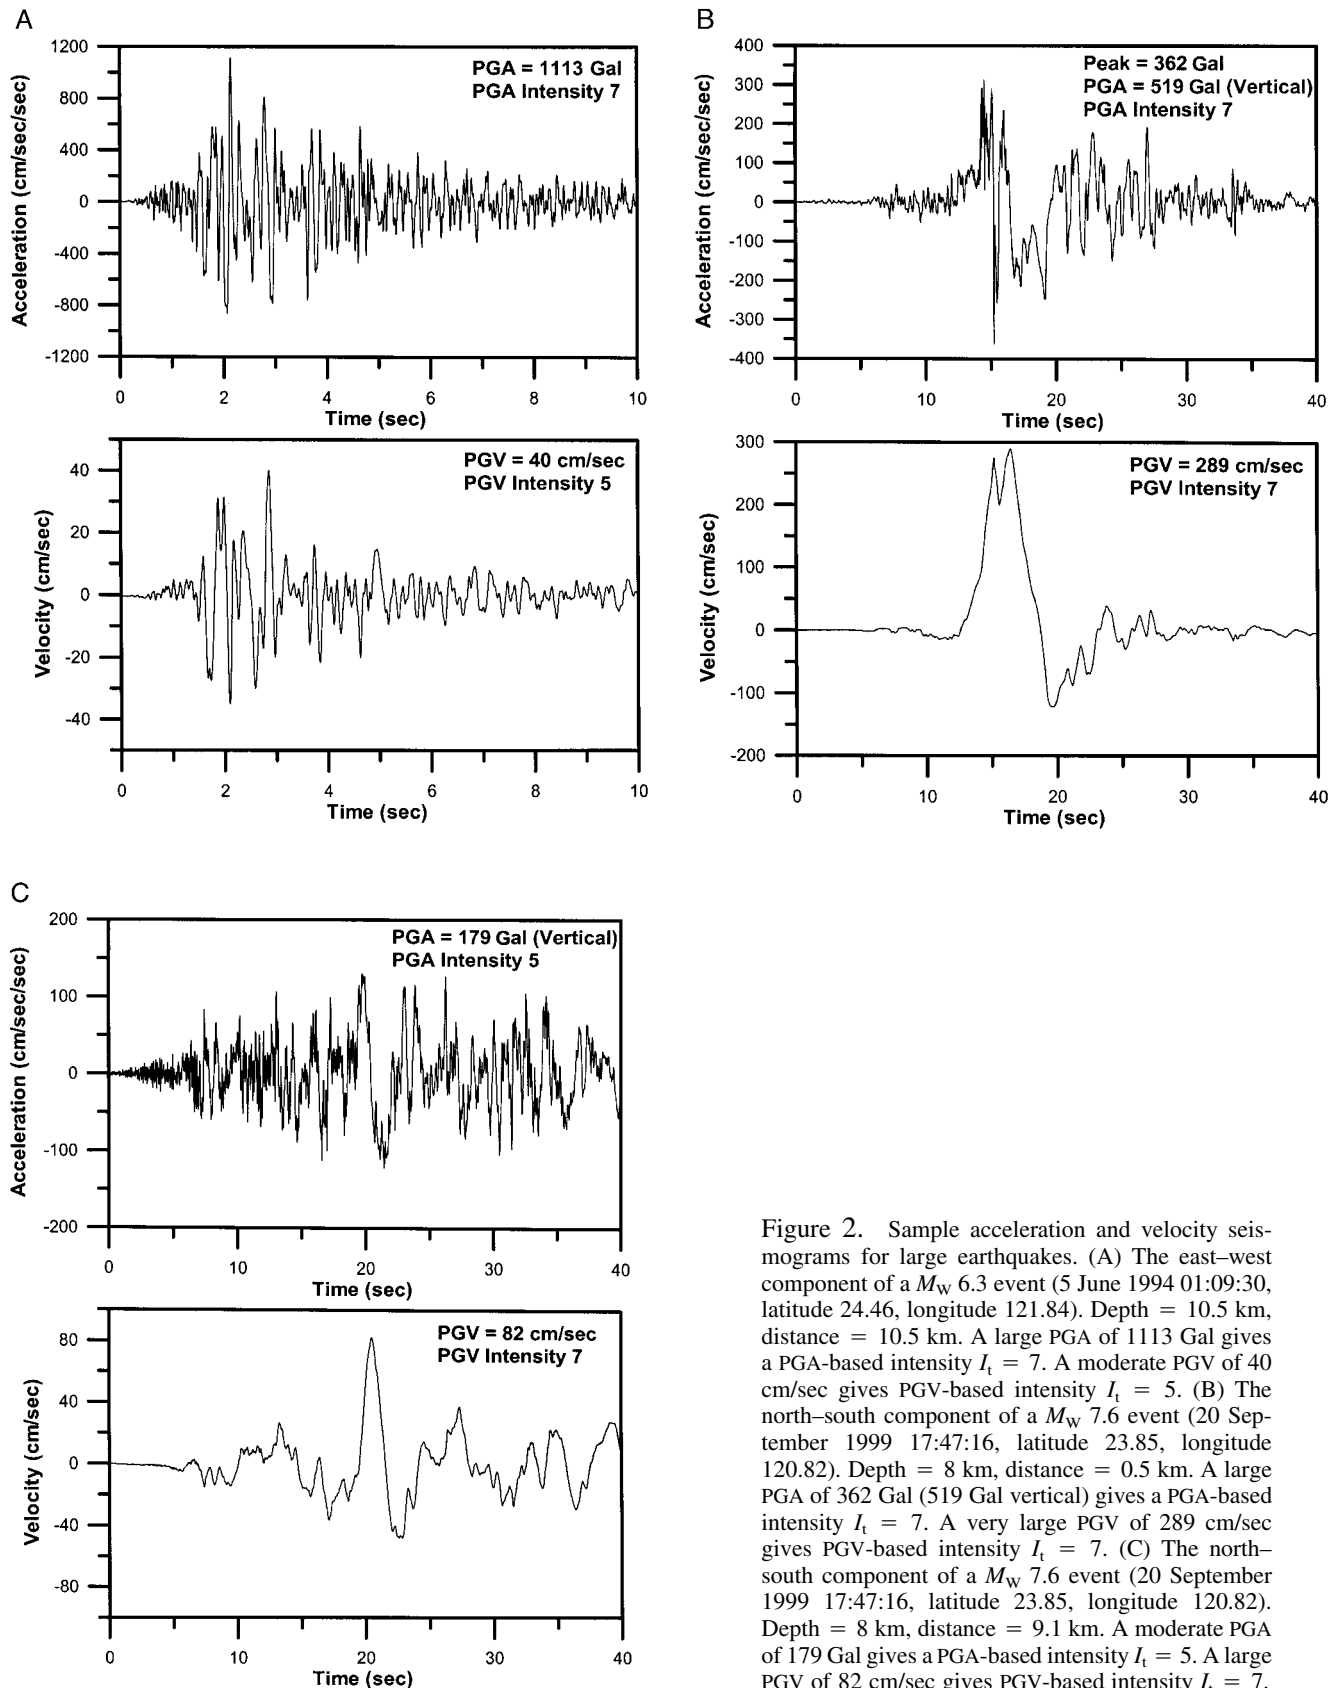 A
1200
800
400
0
-400
-800
-1200
Acceleration (cm/sec/sec)
PGA = 1113 Gal
PGA Intensity 7
0 2 4 6 8 10
Time (sec)
40
20
0
-20
-40
Velocity (cm/sec)
PGV = 40 cm/sec
PGV Intensity 5
0 2 4 6 8 10
Time (sec)
B
400
300
200
100
0
-100
-200
-300
-400
Acceleration (cm/sec/sec)
Peak = 362 Gal
PGA = 519 Gal (Vertical)
PGA Intensity 7
0 10 20 30 40
Time (sec)
300
200
100
0
-100
-200
Velocity (cm/sec)
PGV = 289 cm/sec
PGV Intensity 7
0 10 20 30 40
Time (sec)
C
200
100
0
-100
-200
Acceleration (cm/sec/sec)
PGA = 179 Gal (Vertical)
PGA Intensity 5
0 10 20 30 40
Time (sec)
80
40
0
-40
-80
Velocity (cm/sec)
PGV = 82 cm/sec
PGV Intensity 7
0 10 20 30 40
Time (sec)
Figure 2. Sample acceleration and velocity seis-
mograms for large earthquakes. (A) The east–west
component of a MW 6.3 event (5 June 1994 01:09:30,
latitude 24.46, longitude 121.84). Depth = 10.5 km,
distance = 10.5 km. A large PGA of 1113 Gal gives
a PGA-based intensity It = 7. A moderate PGV of 40
cm/sec gives PGV-based intensity It = 5. (B) The
north–south component of a MW 7.6 event (20 Sep-
tember 1999 17:47:16, latitude 23.85, longitude
120.82). Depth = 8 km, distance = 0.5 km. A large
PGA of 362 Gal (519 Gal vertical) gives a PGA-based
intensity It = 7. A very large PGV of 289 cm/sec
gives PGV-based intensity It = 7. (C) The north–
south component of a MW 7.6 event (20 September
1999 17:47:16, latitude 23.85, longitude 120.82).
Depth = 8 km, distance = 9.1 km. A moderate PGA
of 179 Gal gives a PGA-based intensity It = 5. A large
PGV of 82 cm/sec gives PGV-based intensity It = 7.